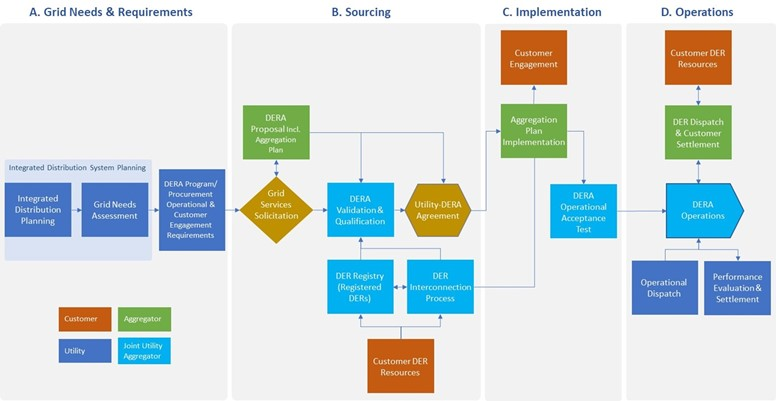 A. Grid Needs & Requirements
B. Sourcing
C. Implementation
D. Operations
Integrated Distribution System Planning
Integrated
Distribution
Planning
Grid Needs
Assessment
DERA Program/
Procurement
Operational &
Customer
Engagement
Requirements
DERA
Proposal Incl.
Aggregation
Plan
Grid
Services
Solicitation
DERA
Validation &
Qualification
Utility-DERA
Agreement
DER Registry
(Registered
DERs)
DER
Interconnection
Process
Customer DER
Resources
Customer
Engagement
Aggregation
Plan
Implementation
DERA
Operational
Acceptance
Test
Customer DER
Resources
DER Dispatch
& Customer
Settlement
DERA
Operations
Operational
Dispatch
Performance
Evaluation &
Settlement
Customer
Aggregator
Utility
Joint Utility
Aggregator